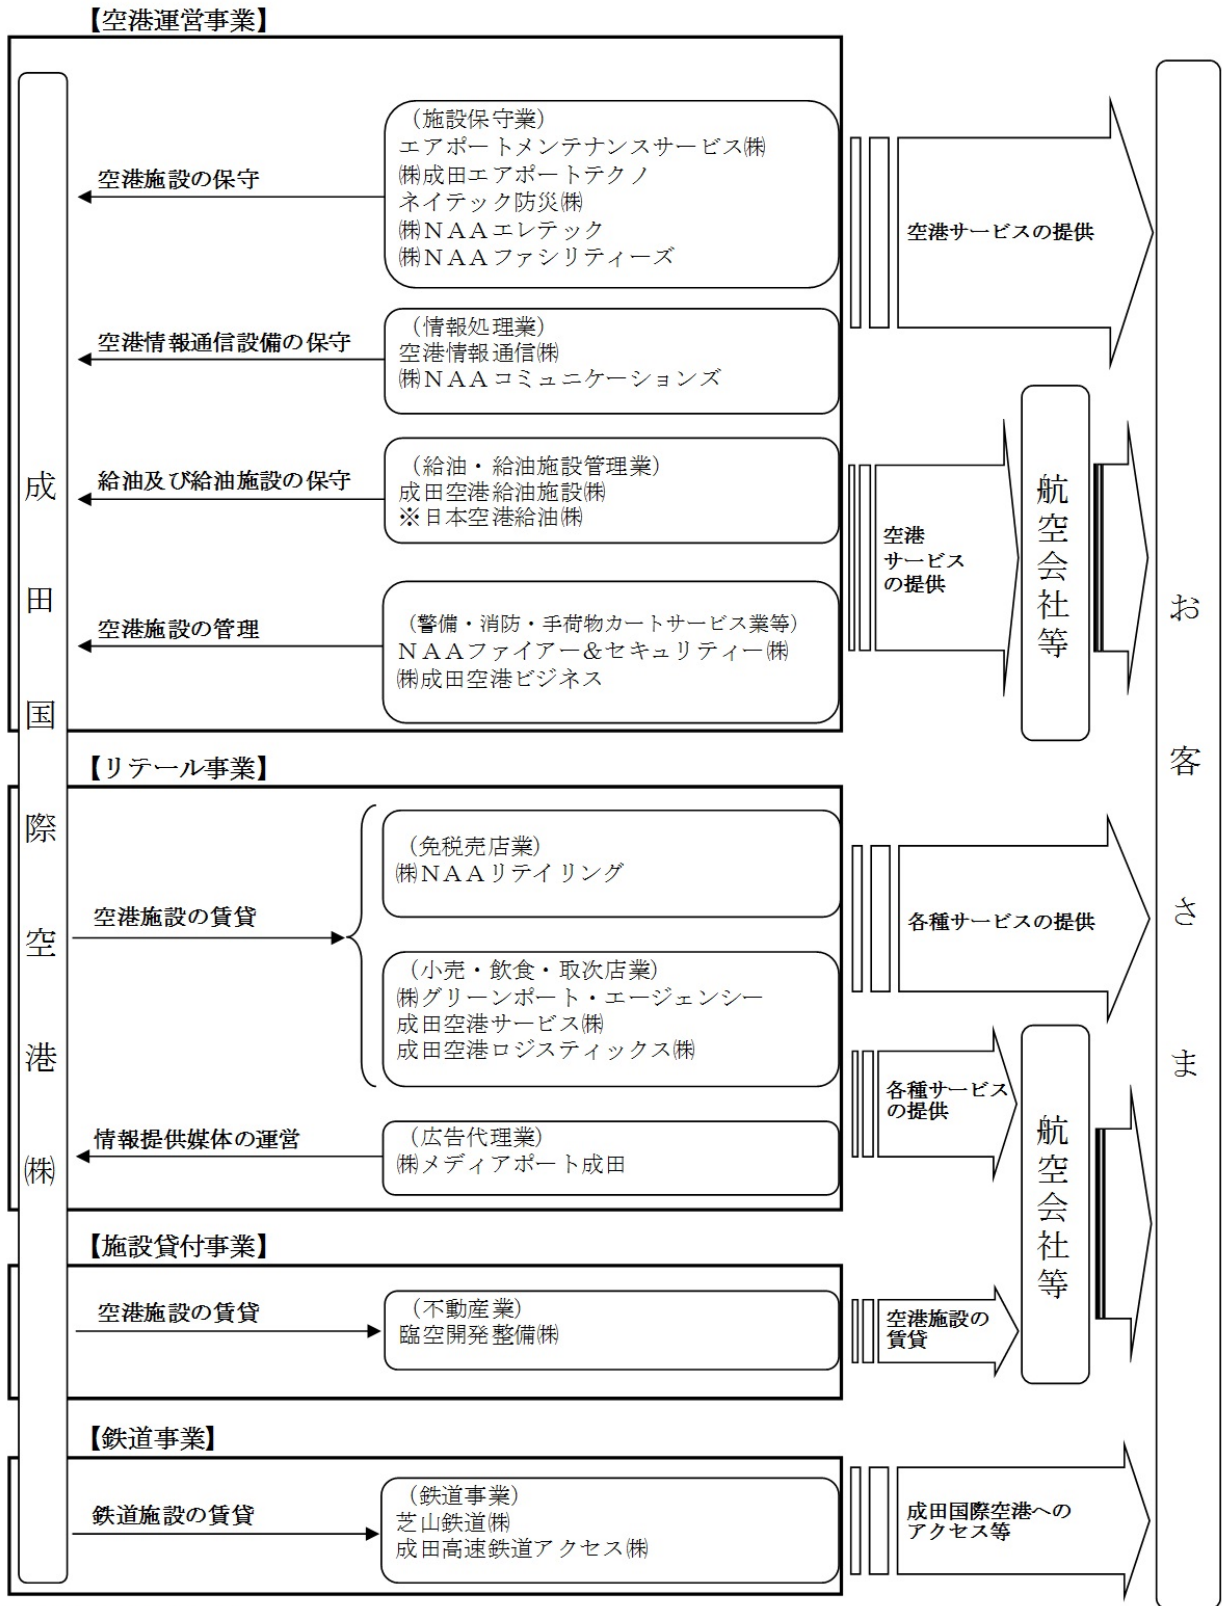 【空港運営事業】
成田国際空港㈱
空港施設の保守
（施設保守業）
エアポートメンテナンスサービス㈱
㈱成田エアポートテクノ
ネイテック防災㈱
㈱ＮＡＡエレテック
㈱ＮＡＡファシリティーズ
空港サービスの提供
空港情報通信設備の保守
（情報処理業）
空港情報通信㈱
㈱ＮＡＡコミュニケーションズ
給油及び給油施設の保守
（給油・給油施設管理業）
成田空港給油施設㈱
※日本空港給油㈱
空港
サービス
の提供
航空会社等
お客さま
空港施設の管理
（警備・消防・手荷物カートサービス業等）
ＮＡＡファイアー&セキュリティー㈱
㈱成田空港ビジネス
【リテール事業】
空港施設の賃貸
（免税売店業）
㈱ＮＡＡリテイリング
各種サービスの提供
（小売・飲食・取次店業）
㈱グリーンポート・エージェンシー
成田空港サービス㈱
成田空港ロジスティックス㈱
各種サービス
の提供
航空会社等
情報提供媒体の運営
（広告代理業）
㈱メディアポート成田
【施設貸付事業】
空港施設の賃貸
（不動産業）
臨空開発整備㈱
空港施設の
賃貸
【鉄道事業】
鉄道施設の賃貸
（鉄道事業）
芝山鉄道㈱
成田高速鉄道アクセス㈱
成田国際空港への
アクセス等